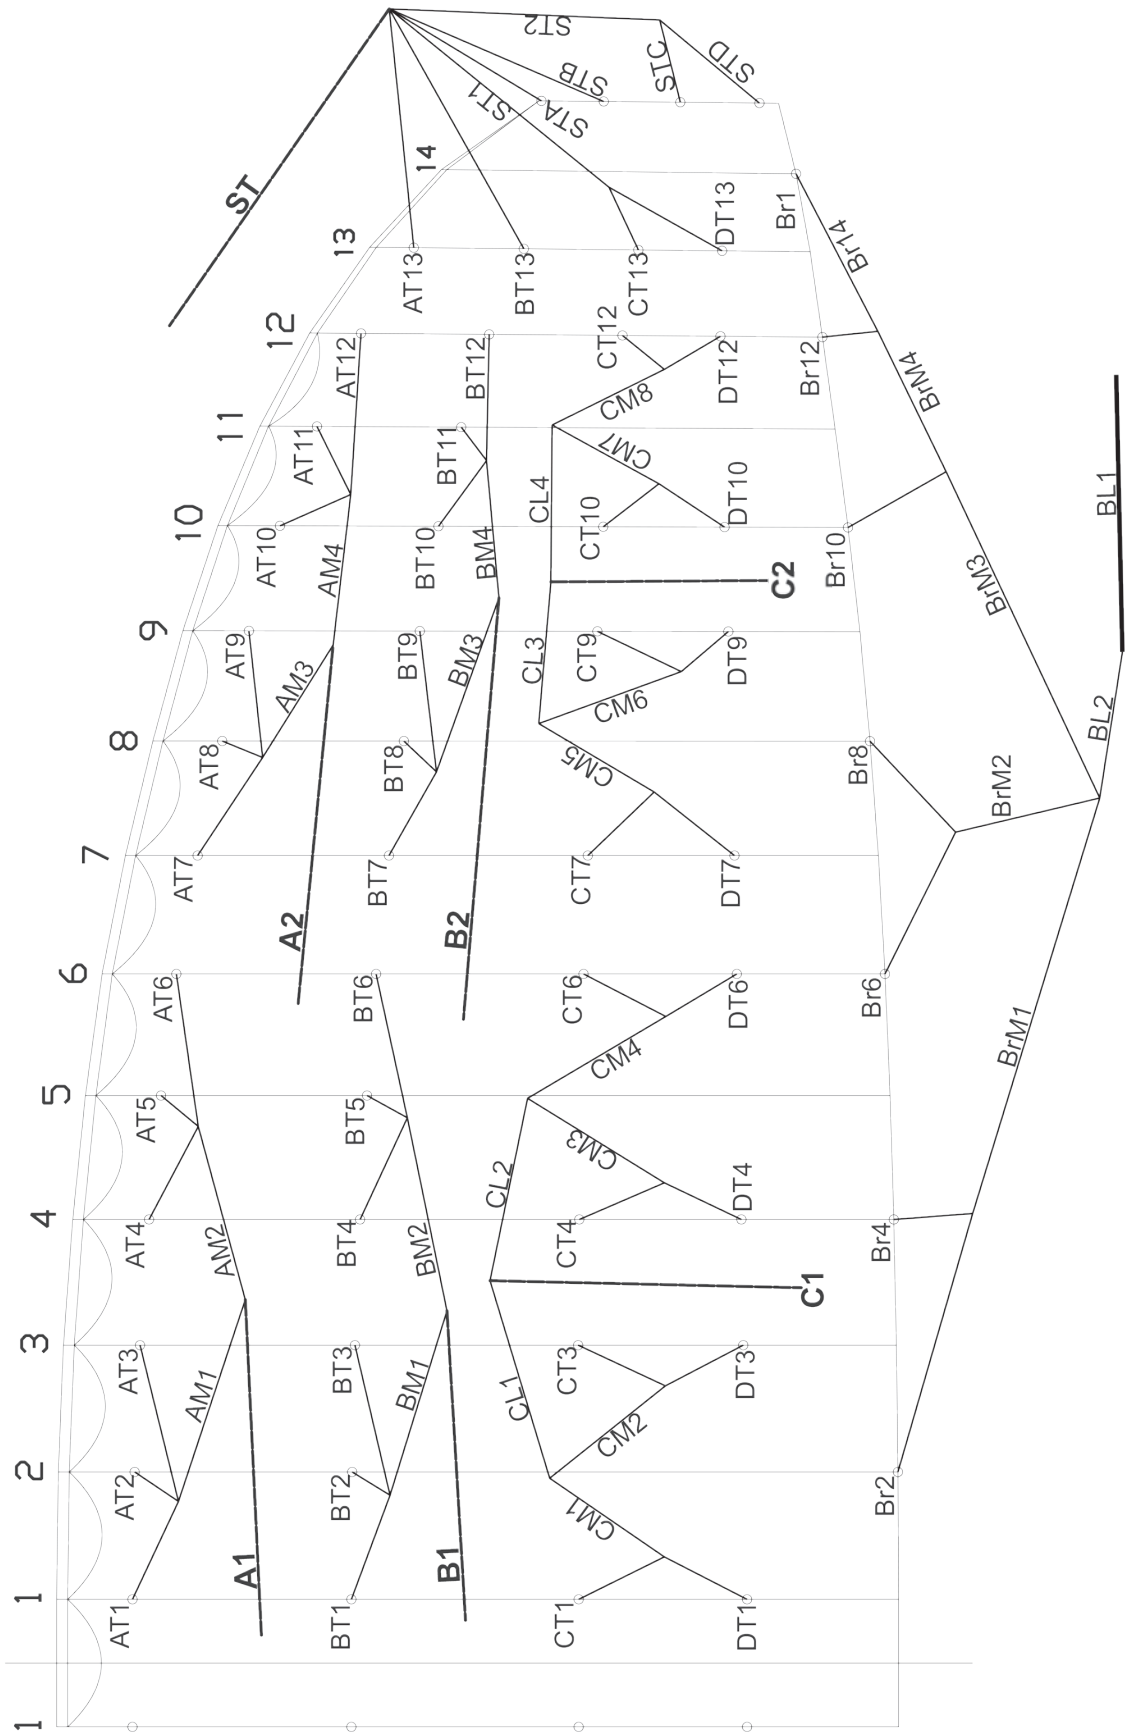 ST2
STC
STD
STB
ST1
STA
14
ST
13
AT13
BT13
CT13
DT13
Br1
Br14
12
AT12
BT12
CT12
DT12
Br12
CM8
BrM4
11
AT11
BT11
CM7
CL4
BL1
10
AT10
BT10
CT10
DT10
Br10
AM4
BM4
C2
BrM3
9
AT9
BT9
CT9
DT9
AM3
BM3
CL3
CM6
BL2
8
AT8
BT8
CM5
Br8
BrM2
7
AT7
BT7
CT7
DT7
A2
B2
6
AT6
BT6
CT6
DT6
Br6
CM4
BrM1
5
AT5
BT5
CM3
CL2
4
AT4
BT4
CT4
DT4
Br4
AM2
BM2
C1
3
AT3
BT3
CT3
DT3
AM1
BM1
CL1
CM2
2
AT2
BT2
Br2
CM1
A1
B1
1
AT1
BT1
CT1
DT1
1